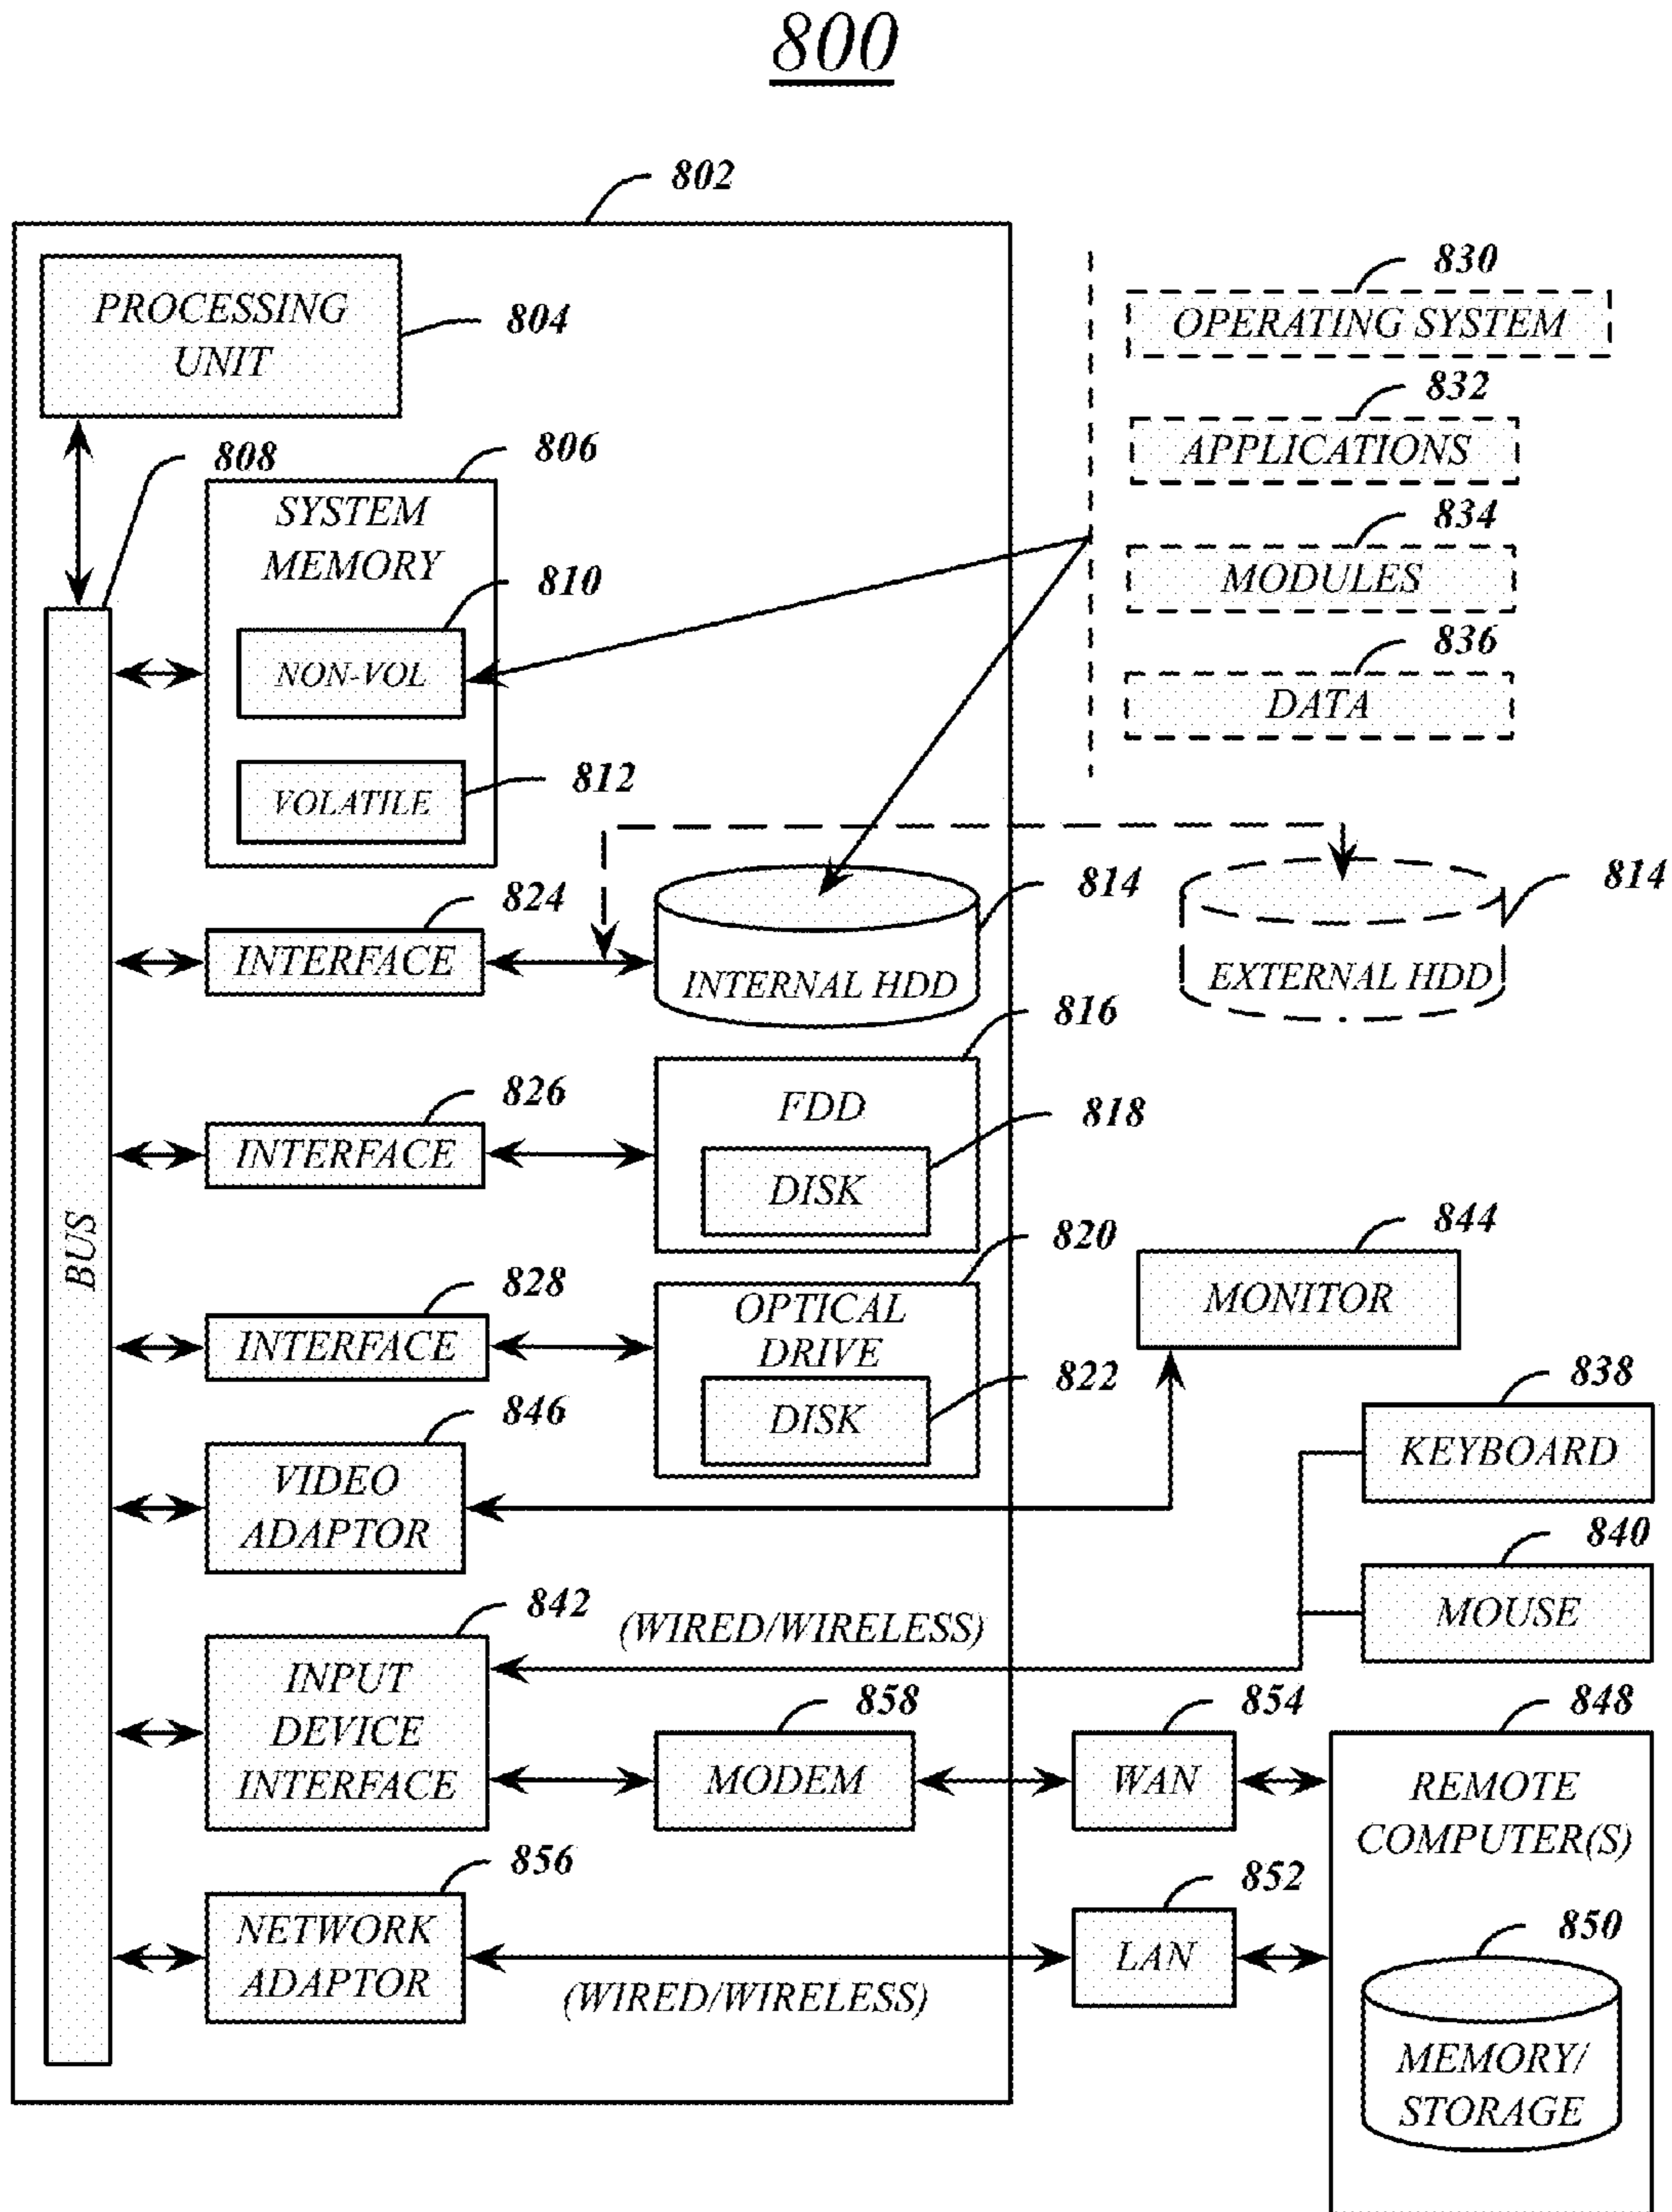 800
802
PROCESSING
UNIT
804
830
OPERATING SYSTEM
832
APPLICATIONS
834
MODULES
836
DATA
808
806
SYSTEM
MEMORY
810
NON-VOL
812
VOLATILE
BUS
824
INTERFACE
814
INTERNAL HDD
814
EXTERNAL HDD
826
INTERFACE
816
FDD
818
DISK
828
INTERFACE
820
OPTICAL
DRIVE
822
DISK
844
MONITOR
846
VIDEO
ADAPTOR
838
KEYBOARD
840
MOUSE
842
INPUT
DEVICE
INTERFACE
(WIRED/WIRELESS)
858
MODEM
854
WAN
848
REMOTE
COMPUTER(S)
856
NETWORK
ADAPTOR
(WIRED/WIRELESS)
852
LAN
850
MEMORY/
STORAGE